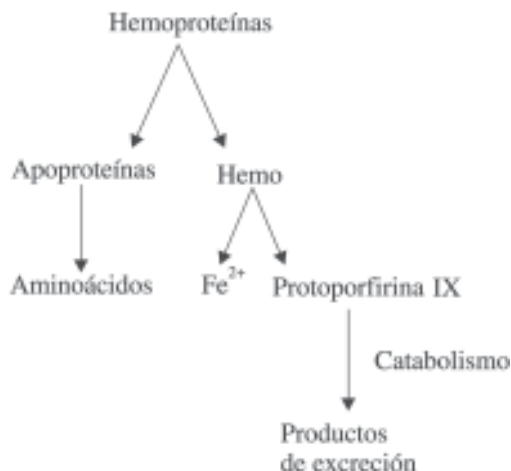 Hemoproteínas
Apoproteínas
Hemo
Aminoácidos
Fe²⁺
Protoporfirina IX
Catabolismo
Productos
de excreción